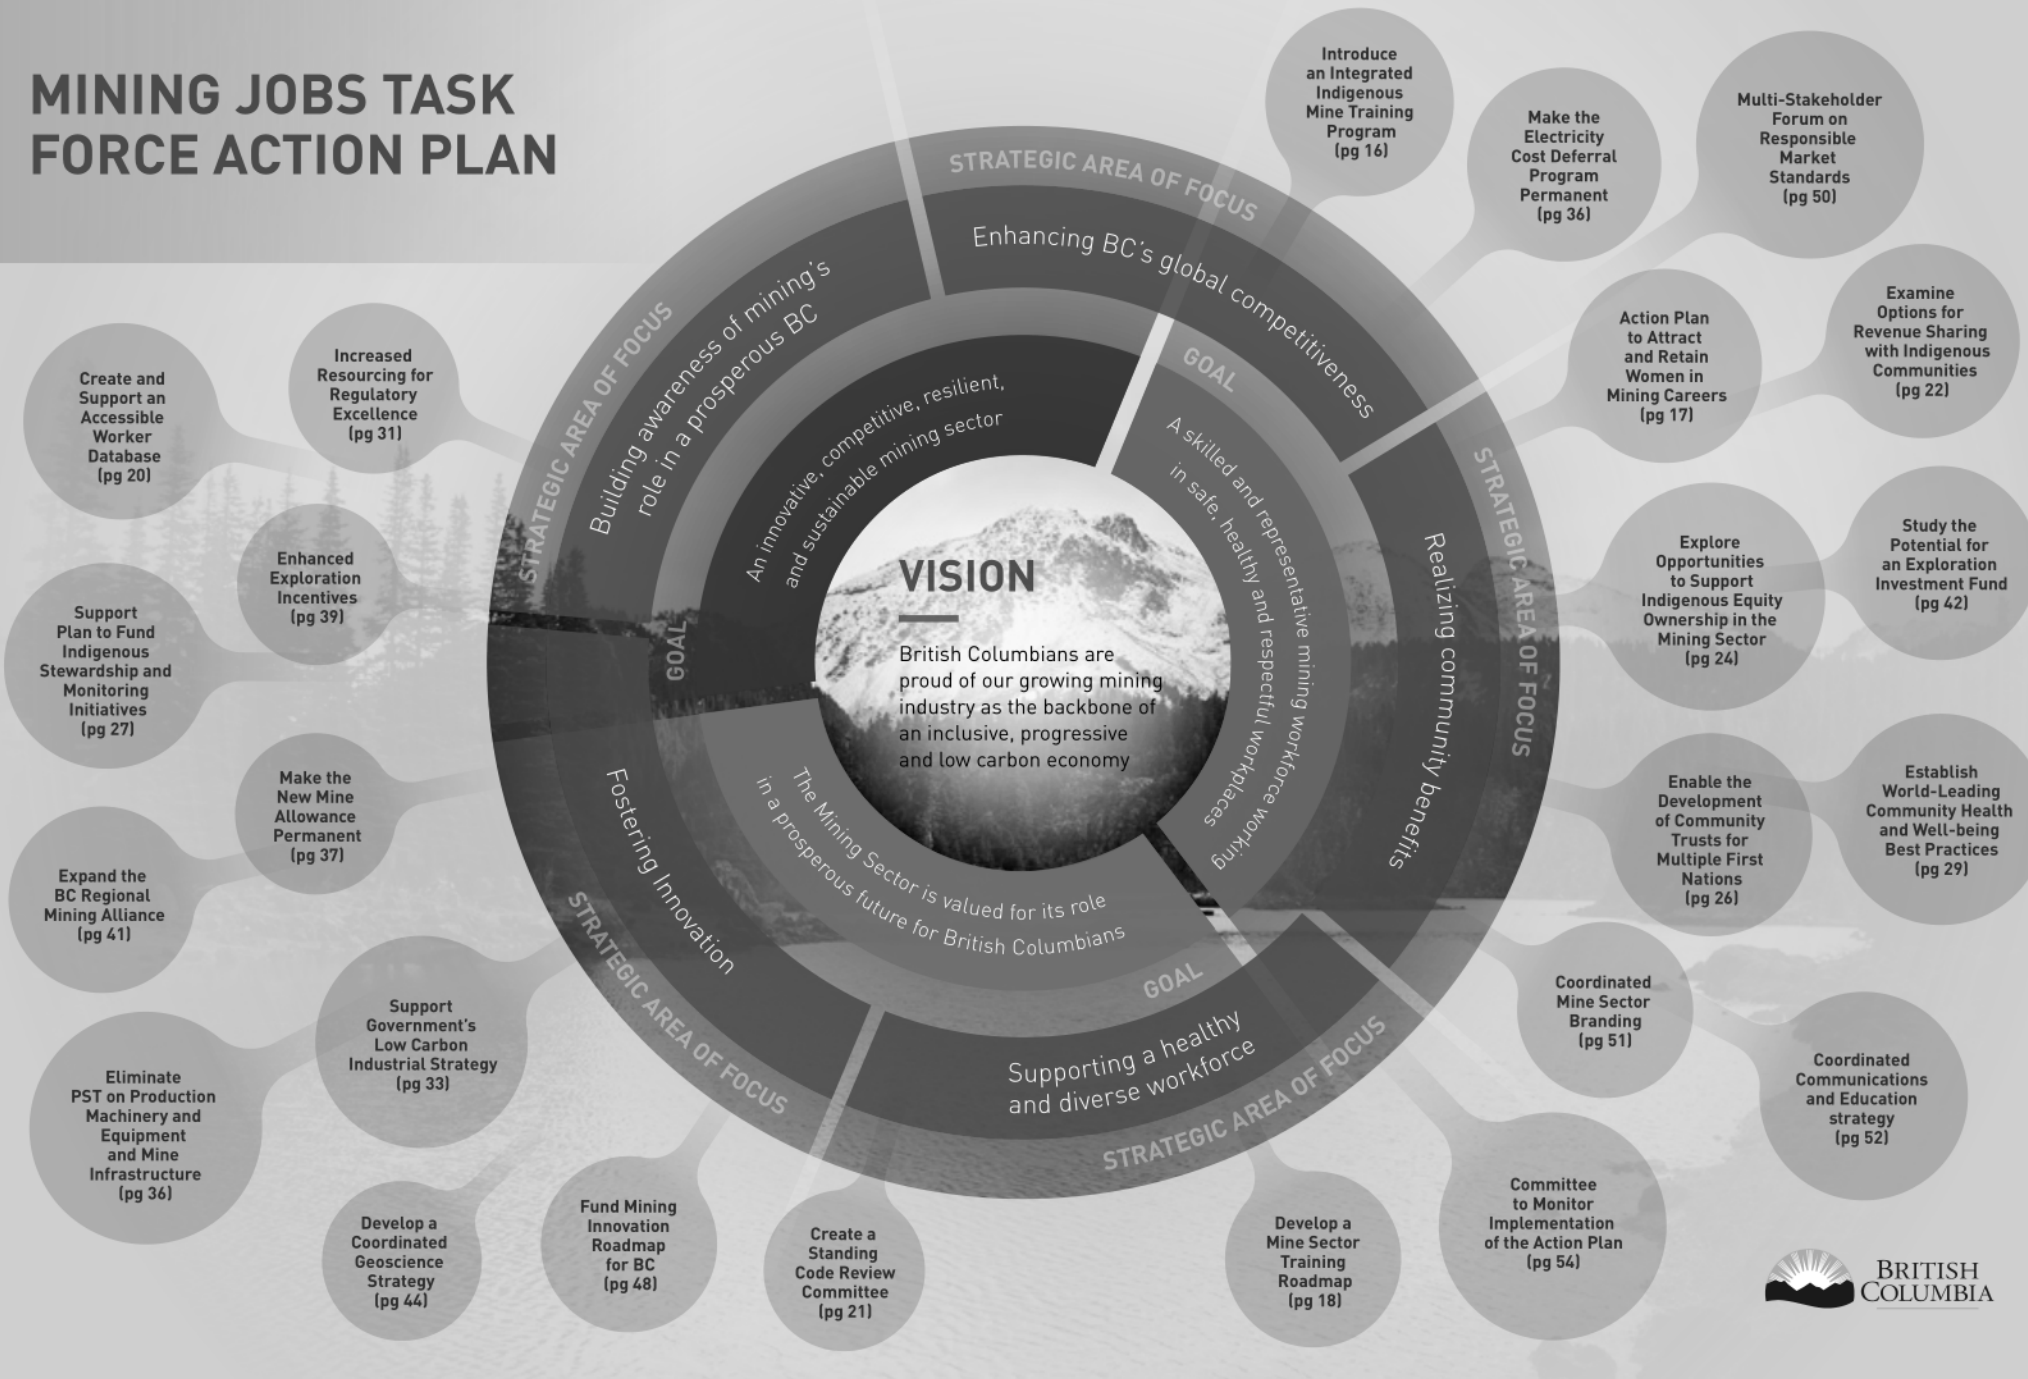 MINING JOBS TASK
FORCE ACTION PLAN
STRATEGIC AREA OF FOCUS
Building awareness of mining's
role in a prosperous BC
STRATEGIC AREA OF FOCUS
Enhancing BC's global competitiveness
STRATEGIC AREA OF FOCUS
Realizing community benefits
STRATEGIC AREA OF FOCUS
Supporting a healthy
and diverse workforce
STRATEGIC AREA OF FOCUS
Fostering Innovation
GOAL
An innovative, competitive, resilient,
and sustainable mining sector
GOAL
A skilled and representative mining workforce working
in safe, healthy and respectful workplaces
GOAL
The Mining Sector is valued for its role
in a prosperous future for British Columbians
VISION
British Columbians are
proud of our growing mining
industry as the backbone of
an inclusive, progressive
and low carbon economy
Introduce
an Integrated
Indigenous
Mine Training
Program
(pg 16)
Make the
Electricity
Cost Deferral
Program
Permanent
(pg 36)
Multi-Stakeholder
Forum on
Responsible
Market
Standards
(pg 50)
Action Plan
to Attract
and Retain
Women in
Mining Careers
(pg 17)
Examine
Options for
Revenue Sharing
with Indigenous
Communities
(pg 22)
Explore
Opportunities
to Support
Indigenous Equity
Ownership in the
Mining Sector
(pg 24)
Study the
Potential for
an Exploration
Investment Fund
(pg 42)
Enable the
Development
of Community
Trusts for
Multiple First
Nations
(pg 26)
Establish
World-Leading
Community Health
and Well-being
Best Practices
(pg 29)
Coordinated
Mine Sector
Branding
(pg 51)
Coordinated
Communications
and Education
strategy
(pg 52)
Committee
to Monitor
Implementation
of the Action Plan
(pg 54)
Develop a
Mine Sector
Training
Roadmap
(pg 18)
Create a
Standing
Code Review
Committee
(pg 21)
Fund Mining
Innovation
Roadmap
for BC
(pg 48)
Develop a
Coordinated
Geoscience
Strategy
(pg 44)
Support
Government's
Low Carbon
Industrial Strategy
(pg 33)
Eliminate
PST on Production
Machinery and
Equipment
and Mine
Infrastructure
(pg 36)
Expand the
BC Regional
Mining Alliance
(pg 41)
Make the
New Mine
Allowance
Permanent
(pg 37)
Support
Plan to Fund
Indigenous
Stewardship and
Monitoring
Initiatives
(pg 27)
Enhanced
Exploration
Incentives
(pg 39)
Create and
Support an
Accessible
Worker
Database
(pg 20)
Increased
Resourcing for
Regulatory
Excellence
(pg 31)
BRITISH
COLUMBIA